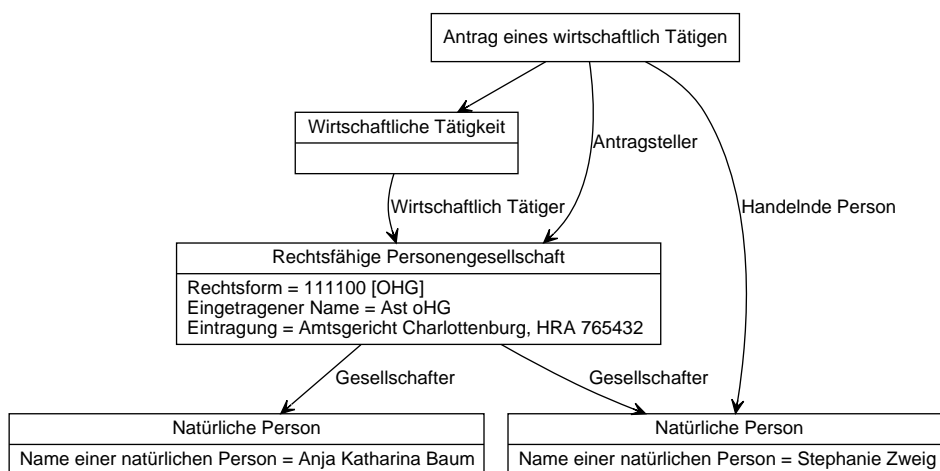 Antrag eines wirtschaftlich Tätigen
Wirtschaftliche Tätigkeit
Antragsteller
Wirtschaftlich Tätiger
Handelnde Person
Rechtsfähige Personengesellschaft
Rechtsform = 111100 [OHG]
Eingetragener Name = Ast oHG
Eintragung = Amtsgericht Charlottenburg, HRA 765432
Gesellschafter
Gesellschafter
Natürliche Person
Name einer natürlichen Person = Anja Katharina Baum
Natürliche Person
Name einer natürlichen Person = Stephanie Zweig